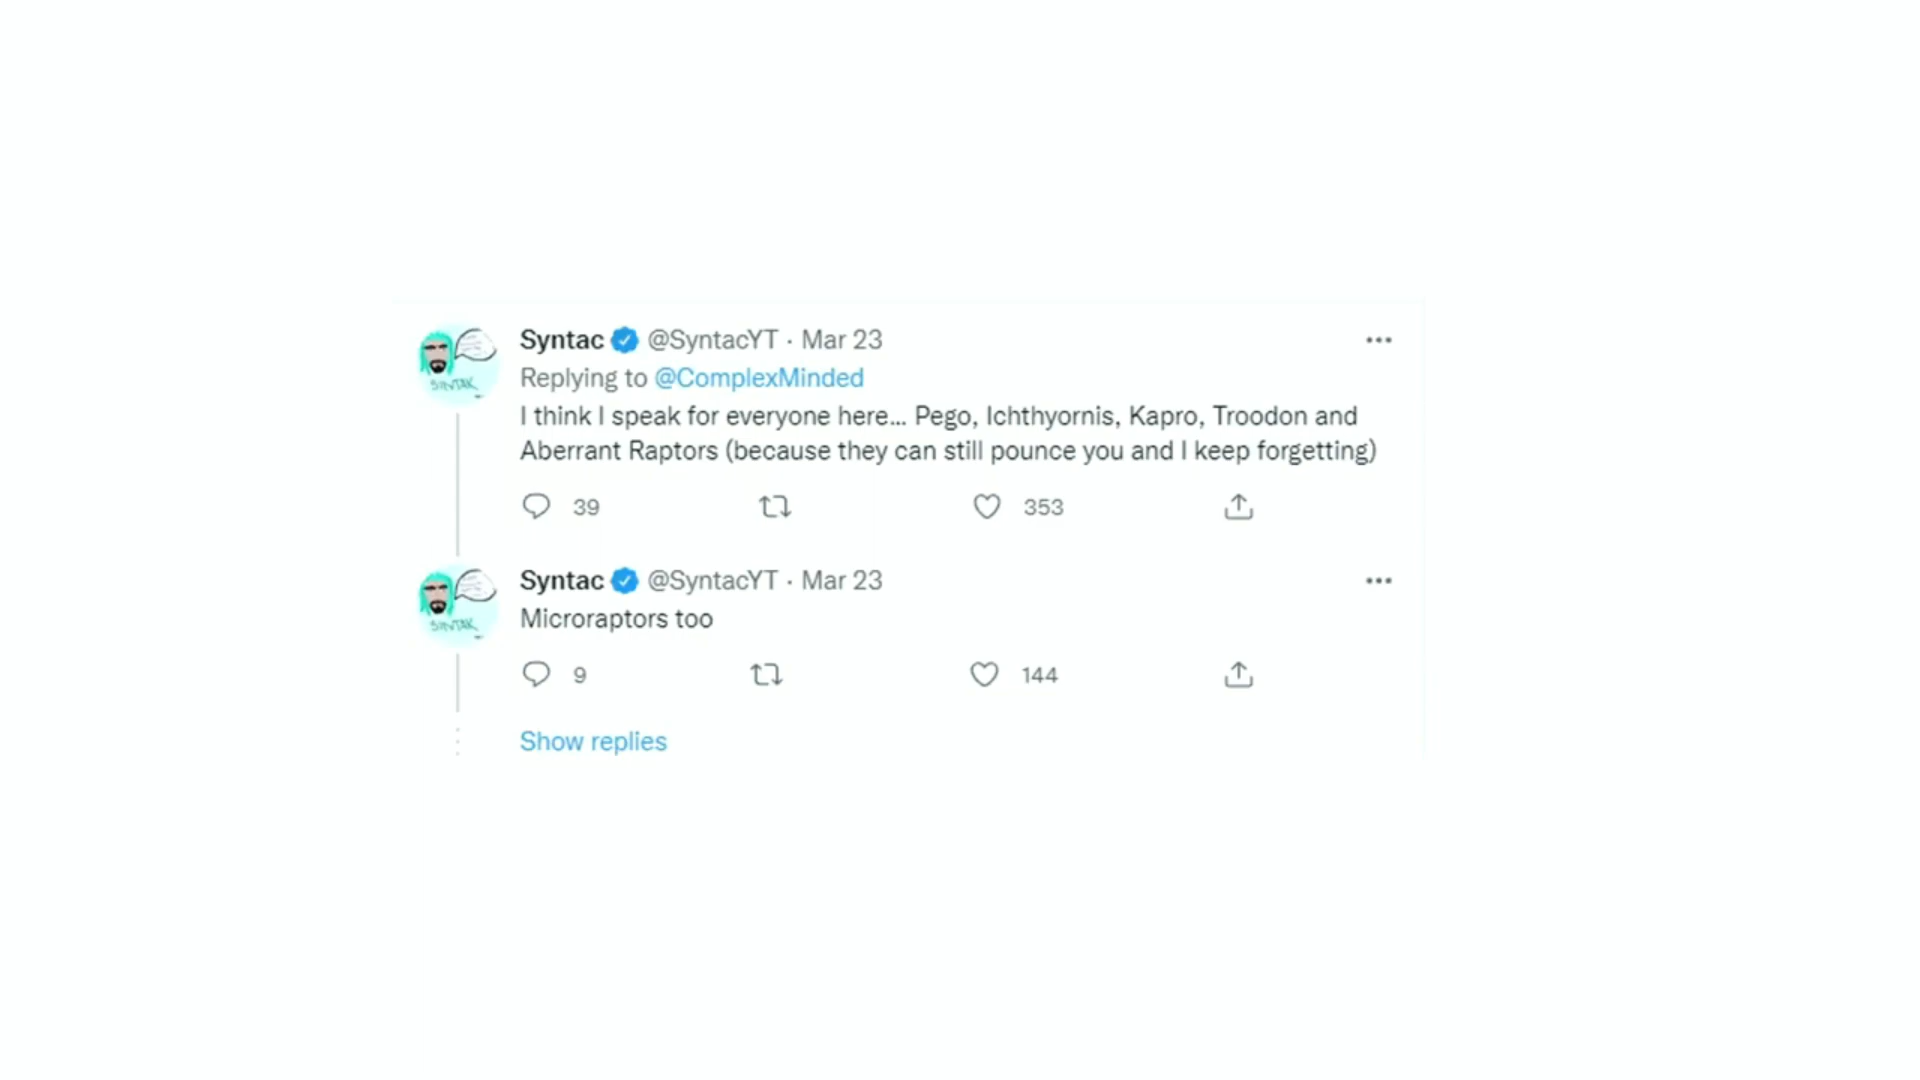 Syntac @SyntacYT · Mar 23
Replying to @ComplexMinded
I think I speak for everyone here... Pego, Ichthyornis, Kapro, Troodon and
Aberrant Raptors (because they can still pounce you and I keep forgetting)
39 353
Syntac @SyntacYT · Mar 23
Microraptors too
9 144
Show replies